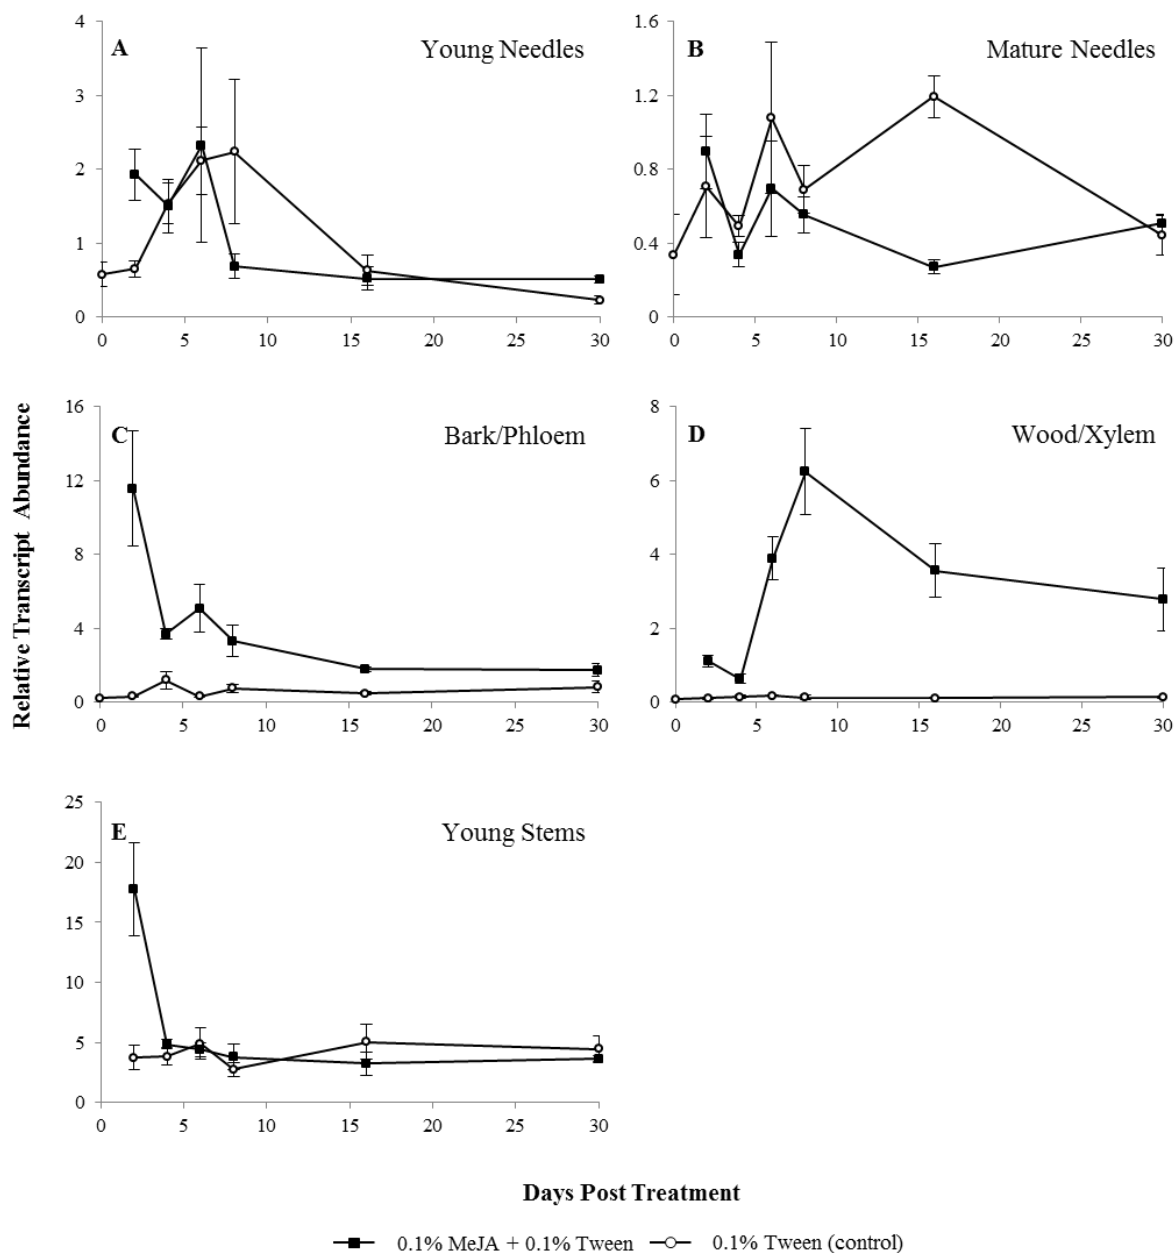 A
Young Needles
4
3
2
1
0
0 5 10 15 20 25 30
B
Mature Needles
1.6
1.2
0.8
0.4
0
0 5 10 15 20 25 30
Relative Transcript Abundance
C
Bark/Phloem
16
12
8
4
0
0 5 10 15 20 25 30
D
Wood/Xylem
8
6
4
2
0
0 5 10 15 20 25 30
E
Young Stems
25
20
15
10
5
0
0 5 10 15 20 25 30
Days Post Treatment
0.1% MeJA + 0.1% Tween 0.1% Tween (control)